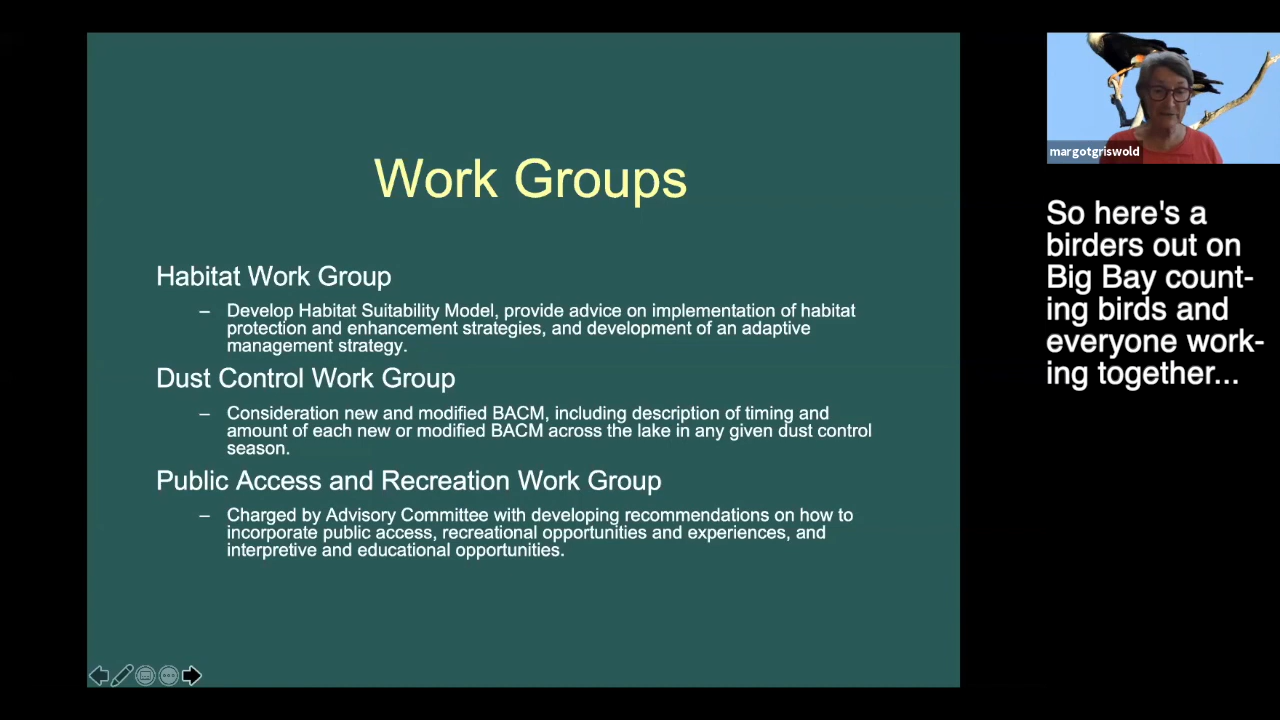 Work Groups
Habitat Work Group
– Develop Habitat Suitability Model, provide advice on implementation of habitat
protection and enhancement strategies, and development of an adaptive
management strategy.
Dust Control Work Group
– Consideration new and modified BACM, including description of timing and
amount of each new or modified BACM across the lake in any given dust control
season.
Public Access and Recreation Work Group
– Charged by Advisory Committee with developing recommendations on how to
incorporate public access, recreational opportunities and experiences, and
interpretive and educational opportunities.
margotgriswold
So here's a
birders out on
Big Bay count-
ing birds and
everyone work-
ing together...